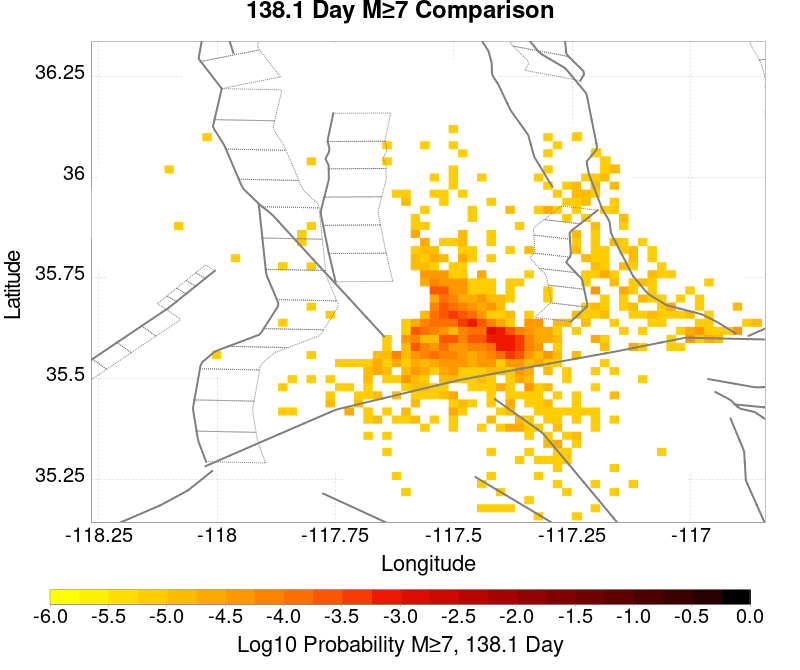 138.1 Day M≥7 Comparison
36.25
36
35.75
35.5
35.25
Latitude
-118.25 -118 -117.75 -117.5 -117.25 -117
Longitude
-6.0 -5.5 -5.0 -4.5 -4.0 -3.5 -3.0 -2.5 -2.0 -1.5 -1.0 -0.5 0.0
Log10 Probability M≥7, 138.1 Day